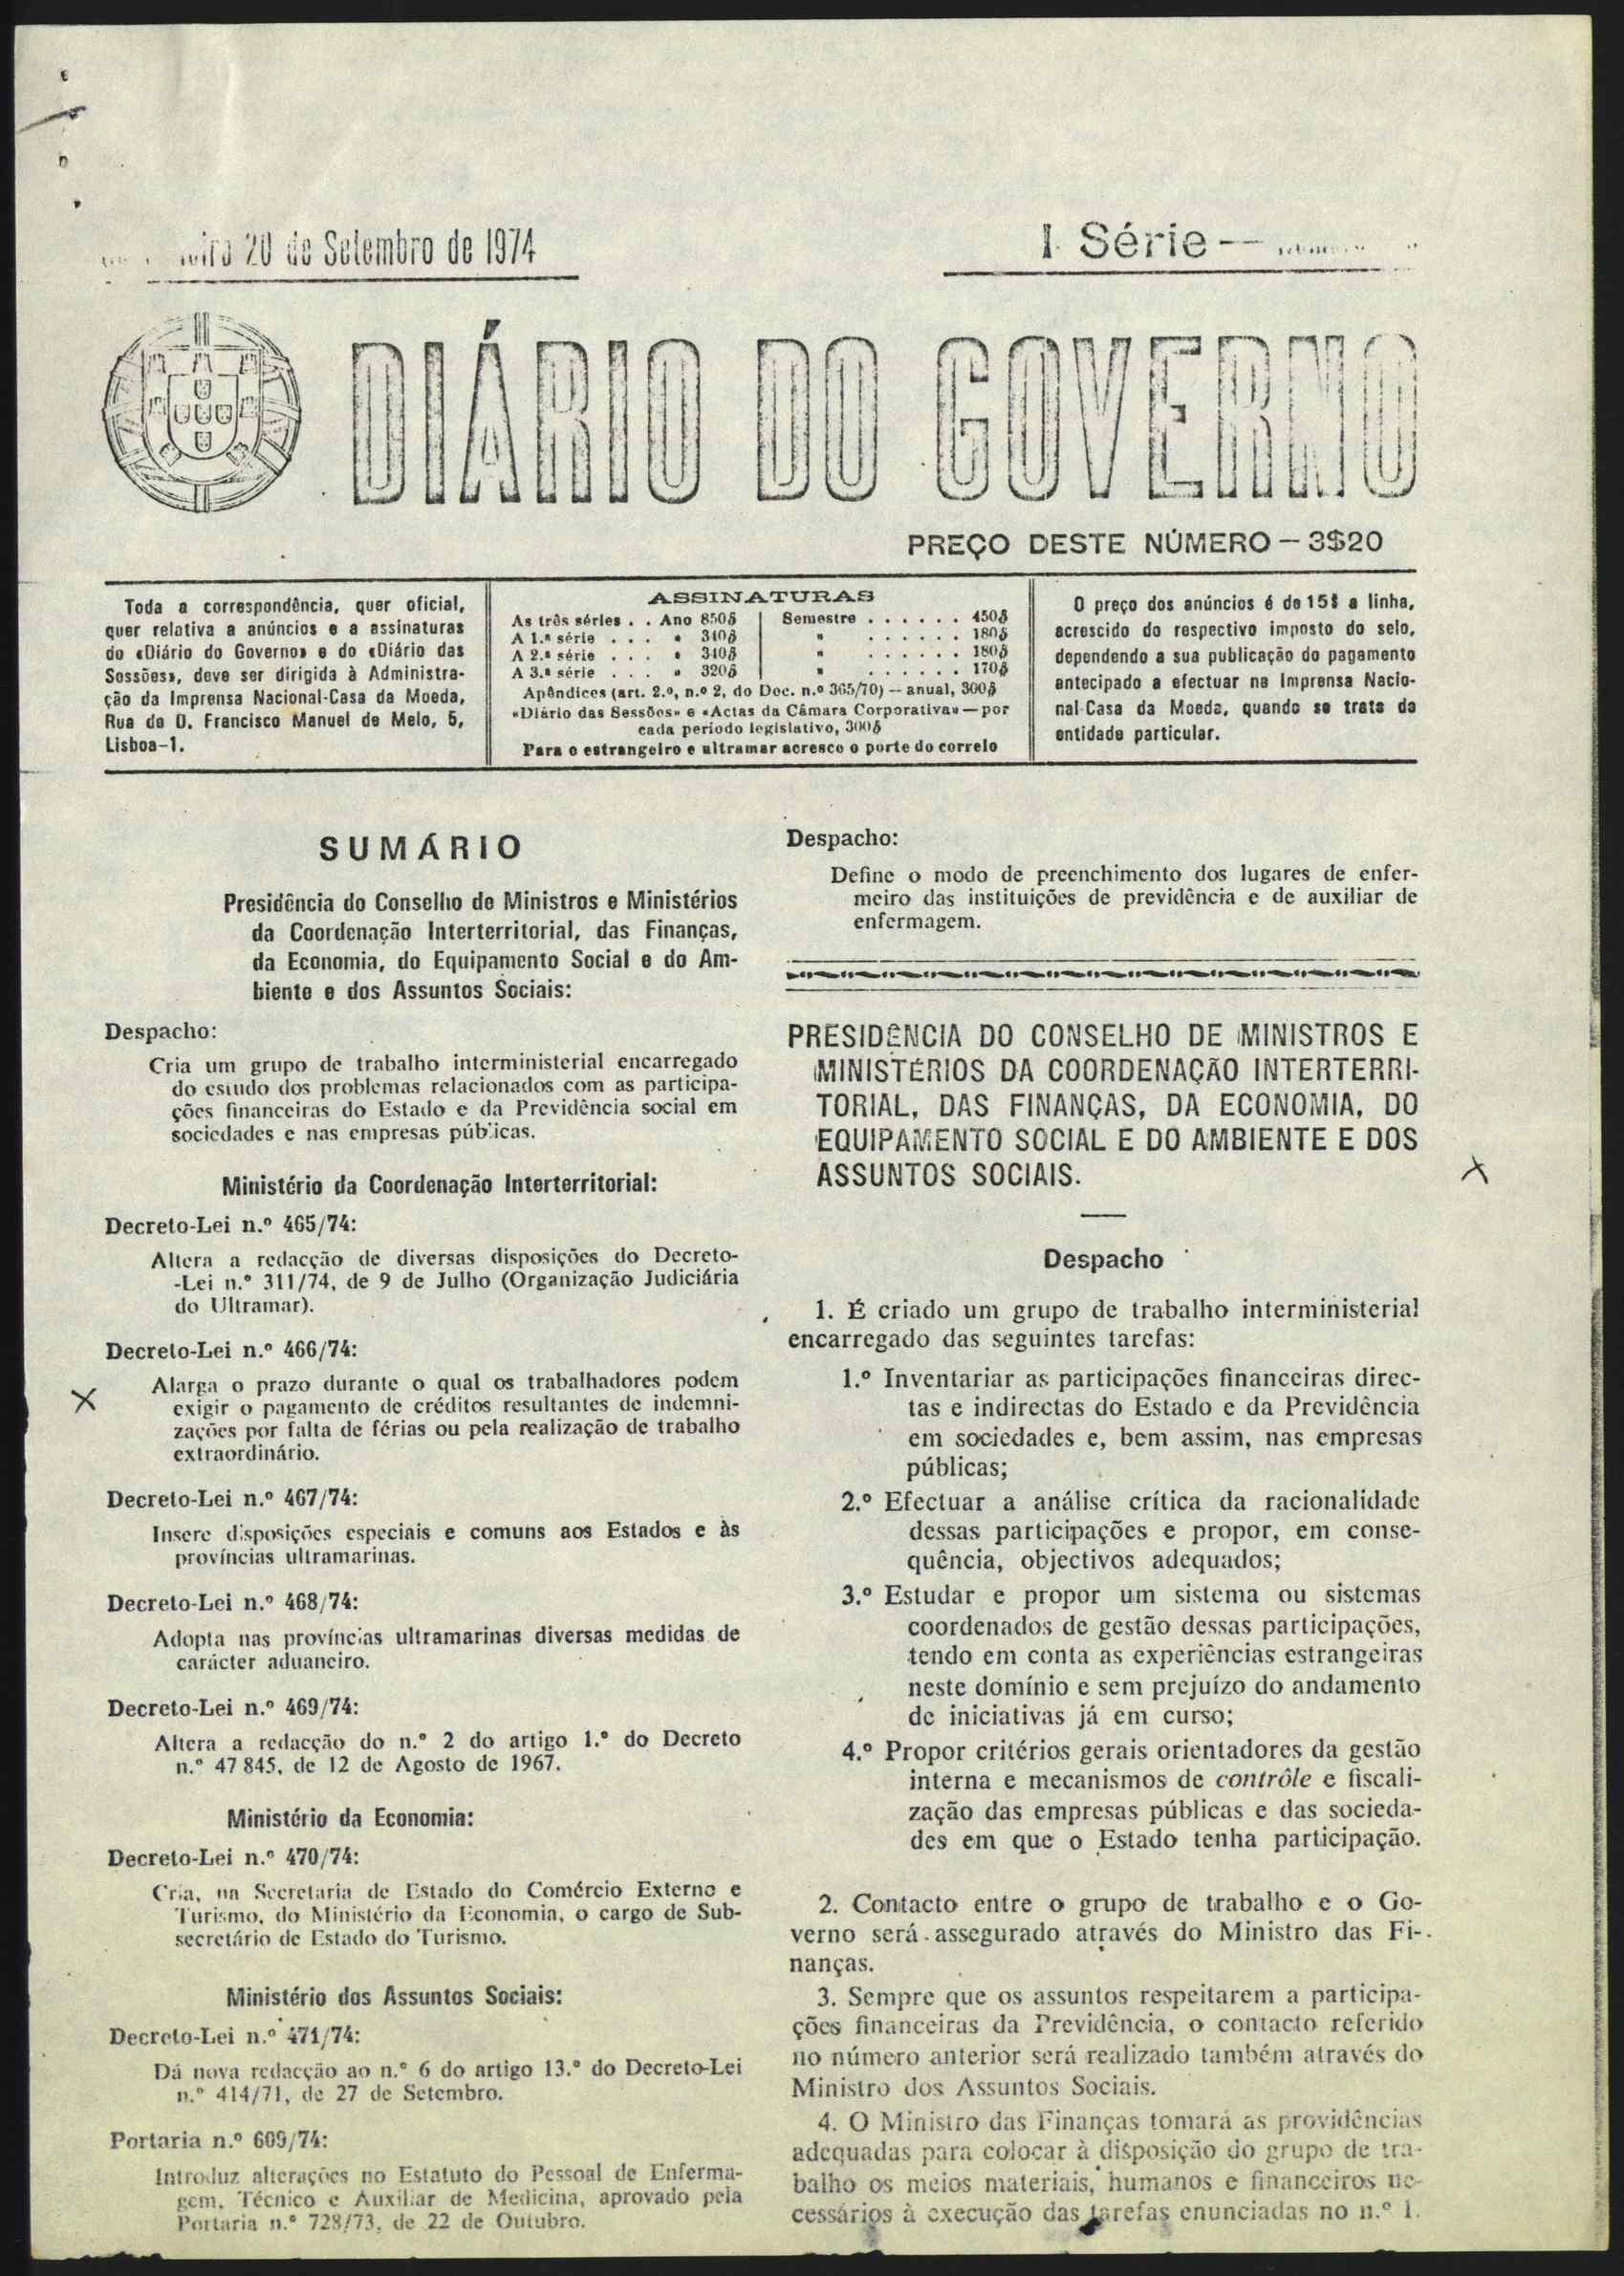 20 de Setembro de 1974
I Série —
DIÁRIO DO GOVERNO
PREÇO DESTE NÚMERO — 3$20
Toda a correspondência, quer oficial,
quer relativa a anúncios e a assinaturas
do «Diário do Governo» e do «Diário das
Sessões», deve ser dirigida à Administra-
ção da Imprensa Nacional-Casa da Moeda,
Rua de D. Francisco Manuel de Melo, 5,
Lisboa-1.
ASSINATURAS
As três séries . . Ano 850$ Semestre . . . . . . 450$
A 1.ª série . . . » 340$ » . . . . . . 180$
A 2.ª série . . . » 340$ » . . . . . . 180$
A 3.ª série . . . » 320$ » . . . . . . 170$
Apêndices (art. 2.º, n.º 2, do Dec. n.º 365/70) — anual, 300$
«Diário das Sessões» e «Actas da Câmara Corporativa» — por
cada período legislativo, 300$
Para o estrangeiro e ultramar acresce o porte do correio
O preço dos anúncios é de 15$ a linha,
acrescido do respectivo imposto do selo,
dependendo a sua publicação do pagamento
antecipado a efectuar na Imprensa Nacio-
nal-Casa da Moeda, quando se trate de
entidade particular.
SUMÁRIO
Presidência do Conselho de Ministros e Ministérios
da Coordenação Interterritorial, das Finanças,
da Economia, do Equipamento Social e do Am-
biente e dos Assuntos Sociais:
Despacho:
Cria um grupo de trabalho interministerial encarregado
do estudo dos problemas relacionados com as participa-
ções financeiras do Estado e da Previdência social em
sociedades e nas empresas públicas.
Ministério da Coordenação Interterritorial:
Decreto-Lei n.º 465/74:
Altera a redacção de diversas disposições do Decreto-
-Lei n.º 311/74, de 9 de Julho (Organização Judiciária
do Ultramar).
Decreto-Lei n.º 466/74:
Alarga o prazo durante o qual os trabalhadores podem
exigir o pagamento de créditos resultantes de indemni-
zações por falta de férias ou pela realização de trabalho
extraordinário.
Decreto-Lei n.º 467/74:
Insere disposições especiais e comuns aos Estados e às
províncias ultramarinas.
Decreto-Lei n.º 468/74:
Adopta nas províncias ultramarinas diversas medidas de
carácter aduaneiro.
Decreto-Lei n.º 469/74:
Altera a redacção do n.º 2 do artigo 1.º do Decreto
n.º 47 845, de 12 de Agosto de 1967.
Ministério da Economia:
Decreto-Lei n.º 470/74:
Cria, na Secretaria de Estado do Comércio Externo e
Turismo, do Ministério da Economia, o cargo de Sub-
secretário de Estado do Turismo.
Ministério dos Assuntos Sociais:
Decreto-Lei n.º 471/74:
Dá nova redacção ao n.º 6 do artigo 13.º do Decreto-Lei
n.º 414/71, de 27 de Setembro.
Portaria n.º 609/74:
Introduz alterações no Estatuto do Pessoal de Enferma-
gem, Técnico e Auxiliar de Medicina, aprovado pela
Portaria n.º 728/73, de 22 de Outubro.
Despacho:
Define o modo de preenchimento dos lugares de enfer-
meiro das instituições de previdência e de auxiliar de
enfermagem.
PRESIDÊNCIA DO CONSELHO DE MINISTROS E
MINISTÉRIOS DA COORDENAÇÃO INTERTERRI-
TORIAL, DAS FINANÇAS, DA ECONOMIA, DO
EQUIPAMENTO SOCIAL E DO AMBIENTE E DOS
ASSUNTOS SOCIAIS.
Despacho
1. É criado um grupo de trabalho interministerial
encarregado das seguintes tarefas:
1.º Inventariar as participações financeiras direc-
tas e indirectas do Estado e da Previdência
em sociedades e, bem assim, nas empresas
públicas;
2.º Efectuar a análise crítica da racionalidade
dessas participações e propor, em conse-
quência, objectivos adequados;
3.º Estudar e propor um sistema ou sistemas
coordenados de gestão dessas participações,
tendo em conta as experiências estrangeiras
neste domínio e sem prejuízo do andamento
de iniciativas já em curso;
4.º Propor critérios gerais orientadores da gestão
interna e mecanismos de contrôle e fiscali-
zação das empresas públicas e das socieda-
des em que o Estado tenha participação.
2. Contacto entre o grupo de trabalho e o Go-
verno será assegurado através do Ministro das Fi-
nanças.
3. Sempre que os assuntos respeitarem a participa-
ções financeiras da Previdência, o contacto referido
no número anterior será realizado também através do
Ministro dos Assuntos Sociais.
4. O Ministro das Finanças tomará as providências
adequadas para colocar à disposição do grupo de tra-
balho os meios materiais, humanos e financeiros ne-
cessários à execução das tarefas enunciadas no n.º 1.